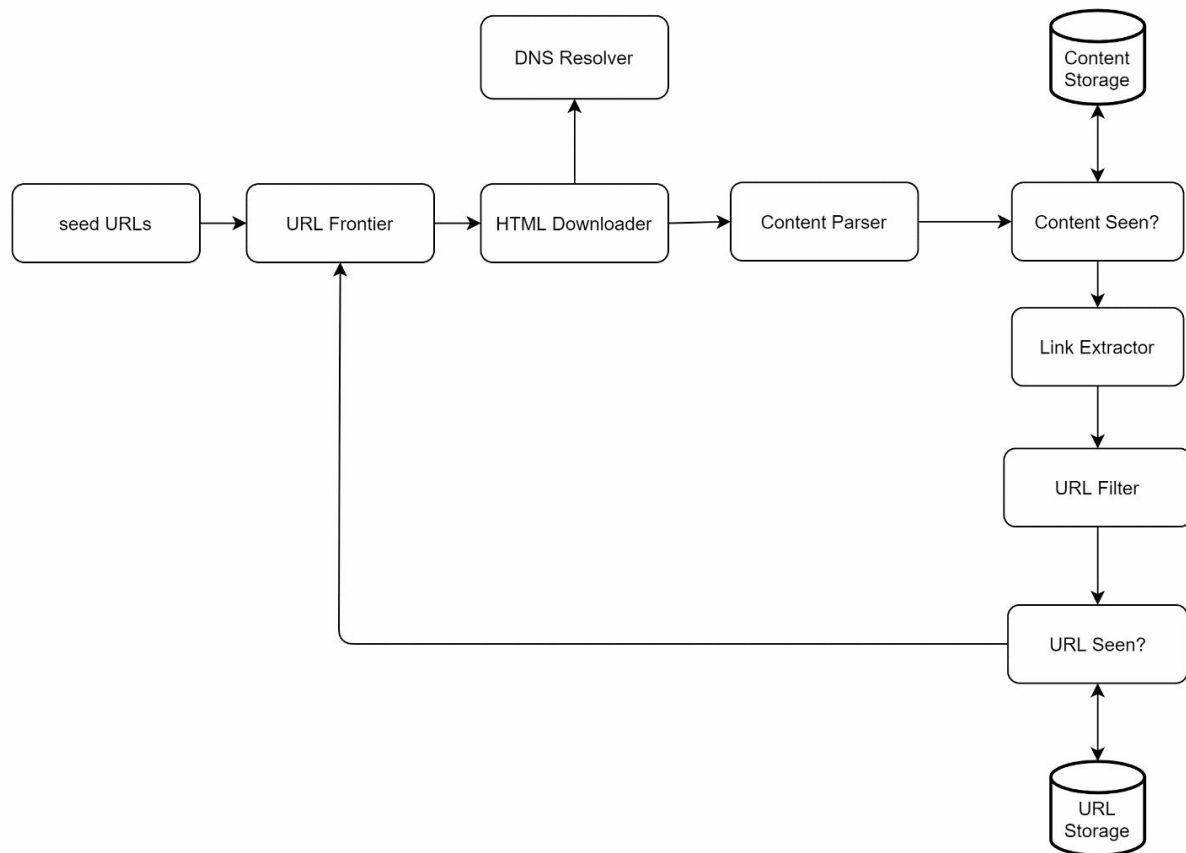 DNS Resolver
Content
Storage
seed URLs
URL Frontier
HTML Downloader
Content Parser
Content Seen?
Link Extractor
URL Filter
URL Seen?
URL
Storage